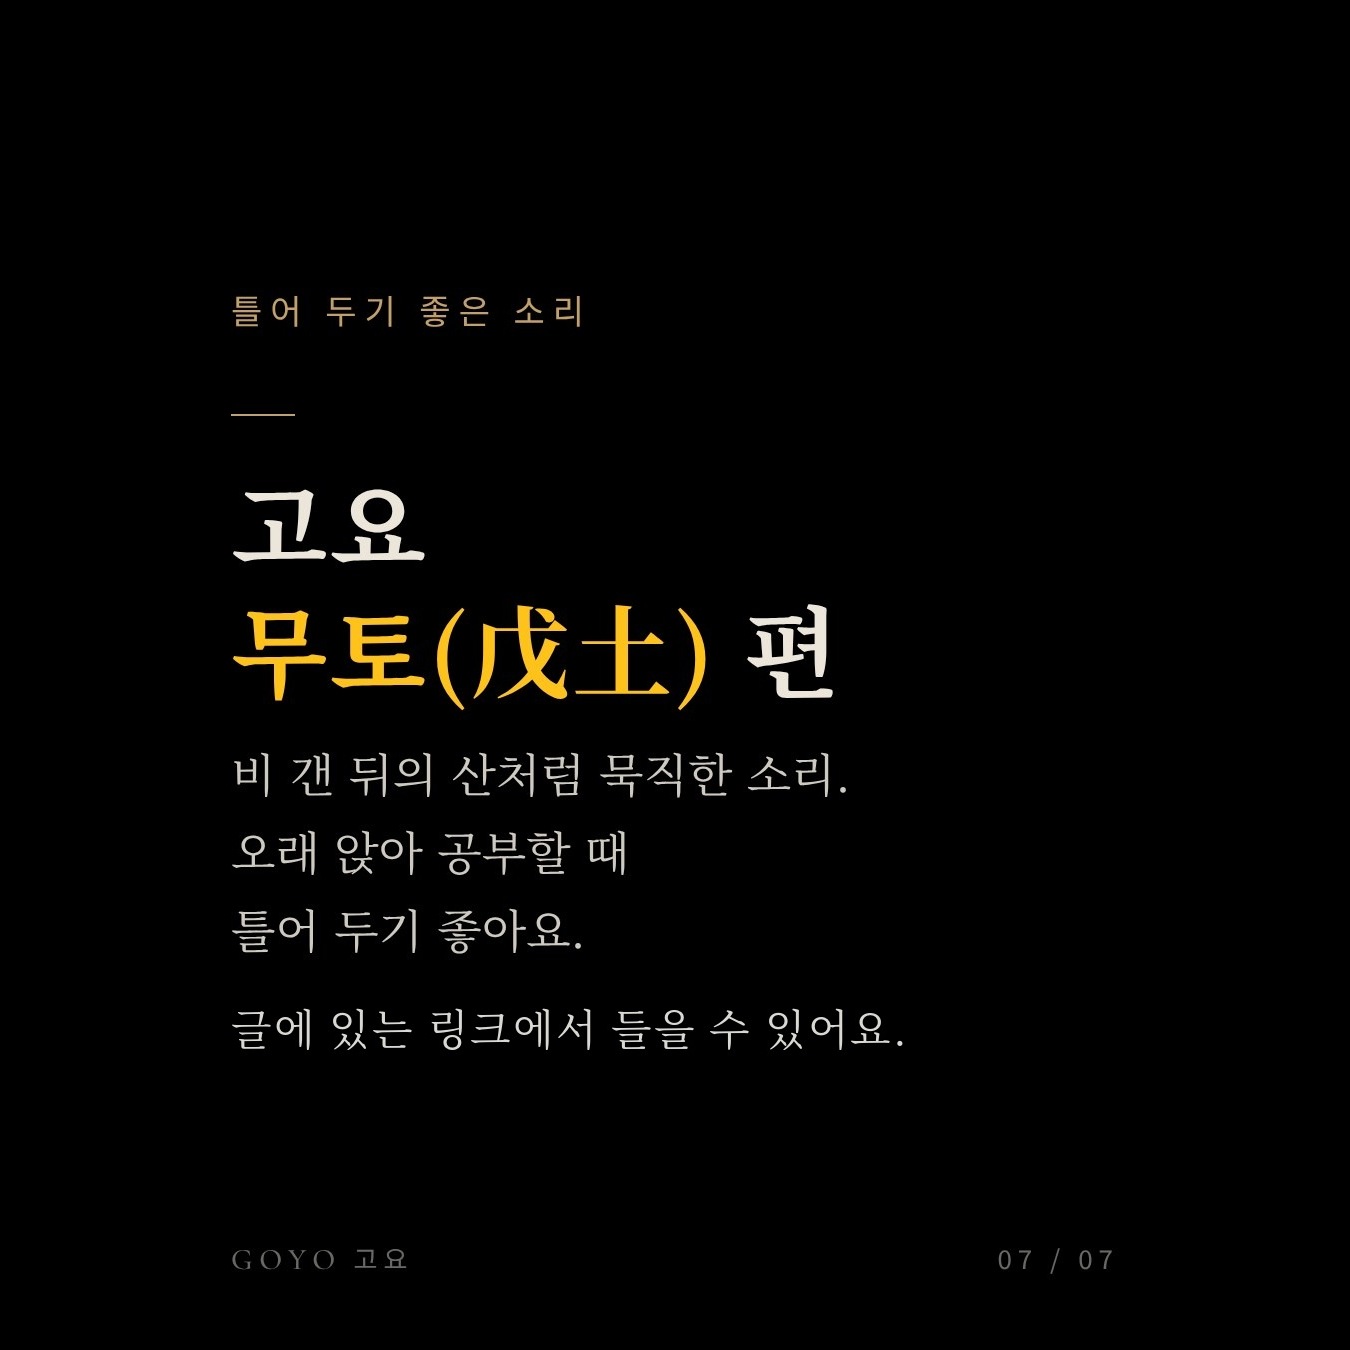 틀어 두기 좋은 소리
고요
무토(戊土) 편
비 갠 뒤의 산처럼 묵직한 소리.
오래 앉아 공부할 때
틀어 두기 좋아요.
글에 있는 링크에서 들을 수 있어요.
GOYO 고요
07 / 07